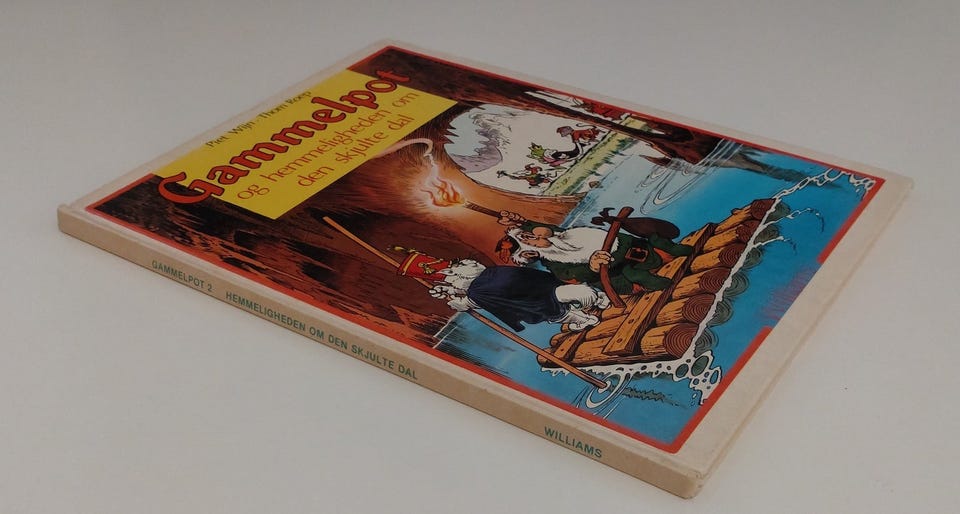 Piet Wijn - Thom Roep
Gammelpot
og hemmeligheden om
den skjulte dal
GAMMELPOT 2 HEMMELIGHEDEN OM DEN SKJULTE DAL WILLIAMS